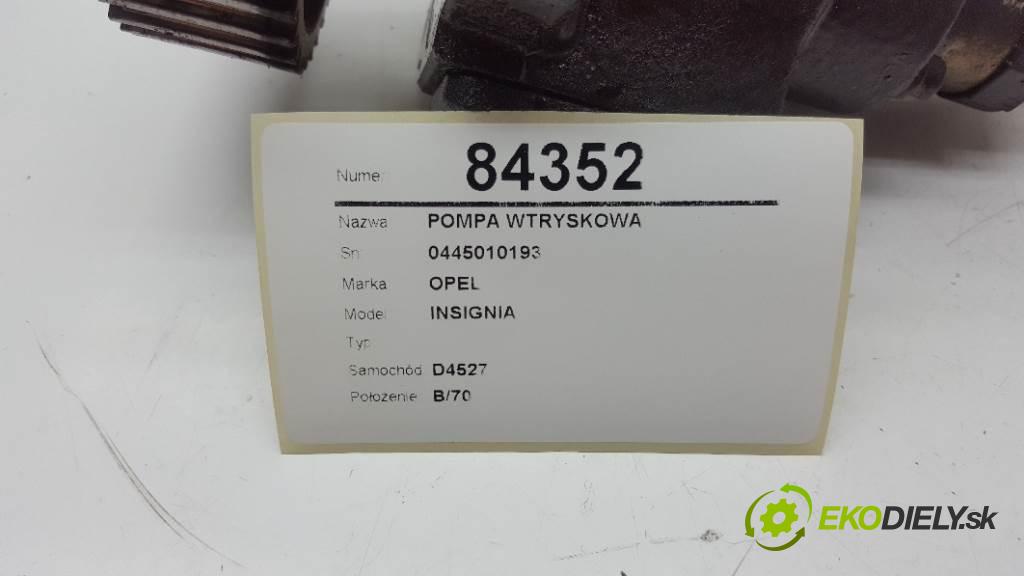 Numer 84352
Nazwa POMPA WTRYSKOWA
Sn 0445010193
Marka OPEL
Model INSIGNIA
Typ
Samochód D4527
Położenie B/70
EKODIELY.sk